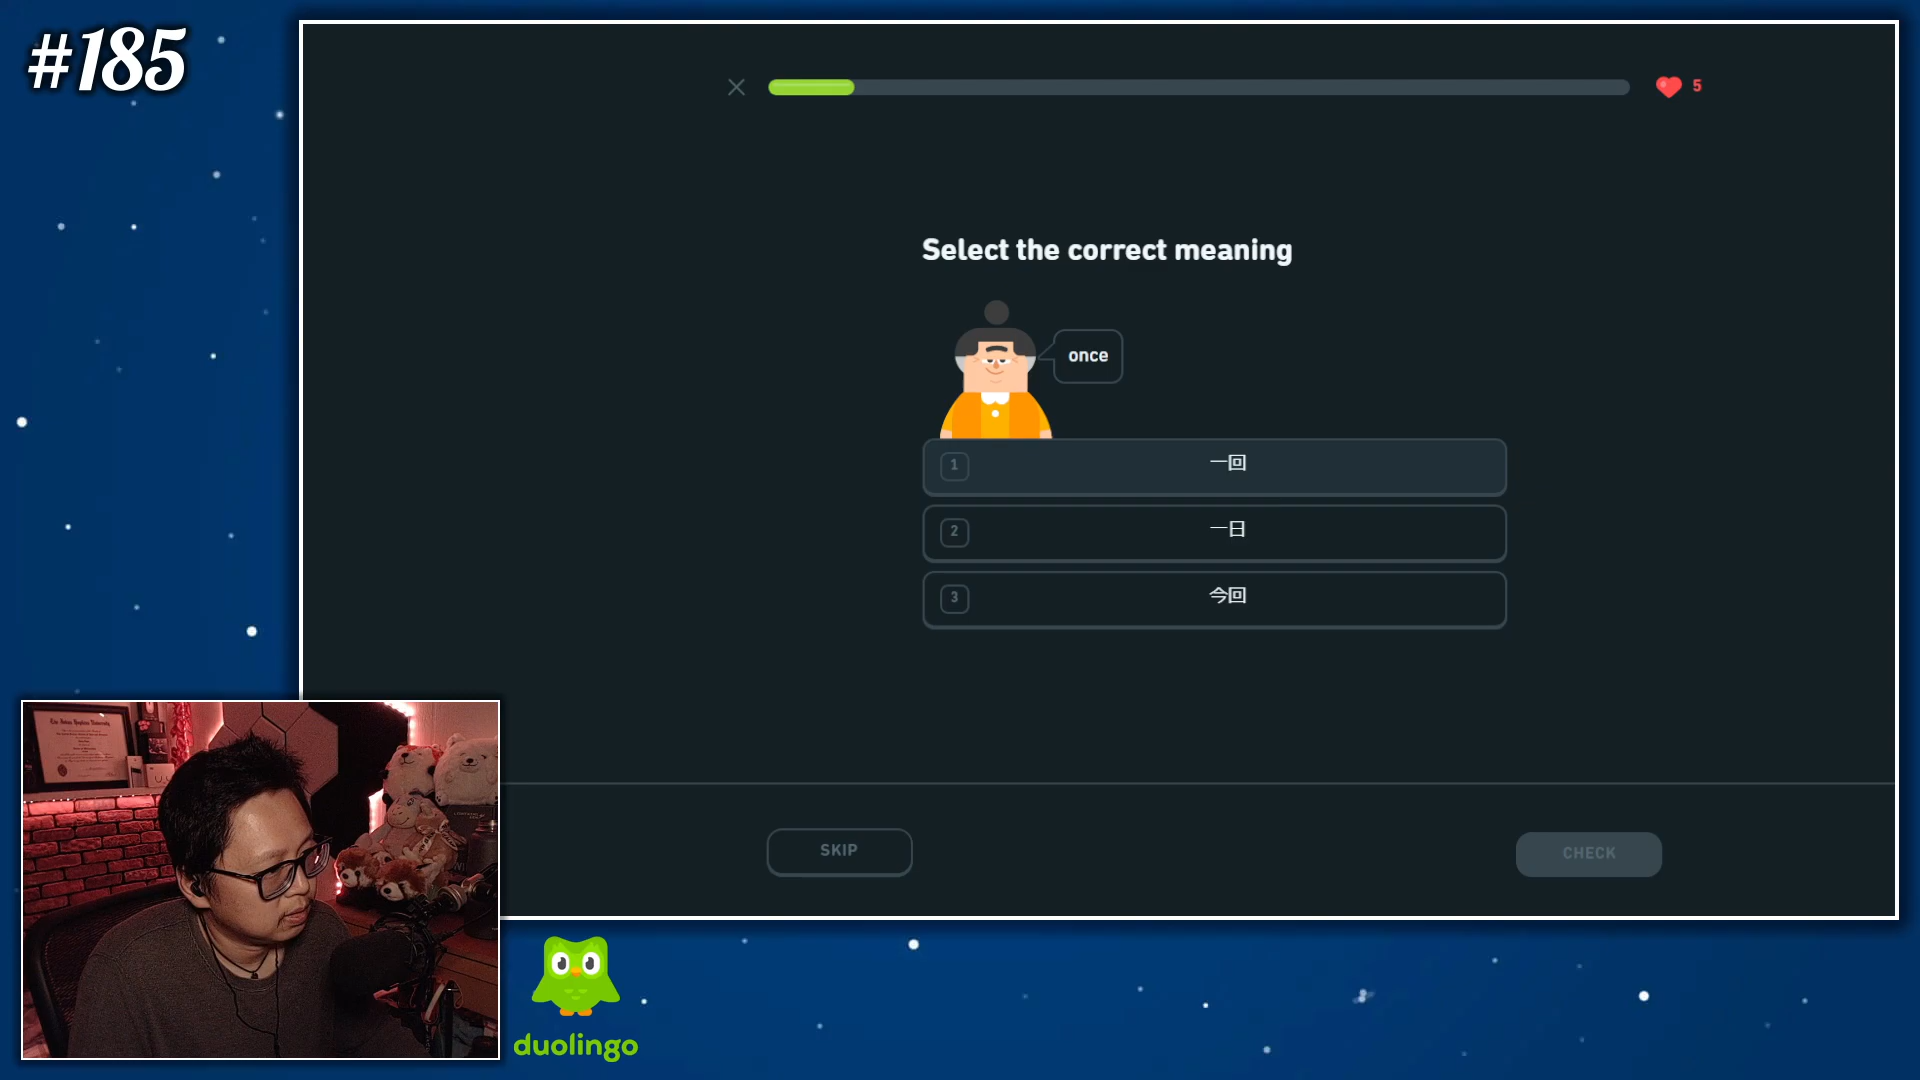 #185
5
Select the correct meaning
once
1 一回
2 一日
3 今回
SKIP
CHECK
duolingo